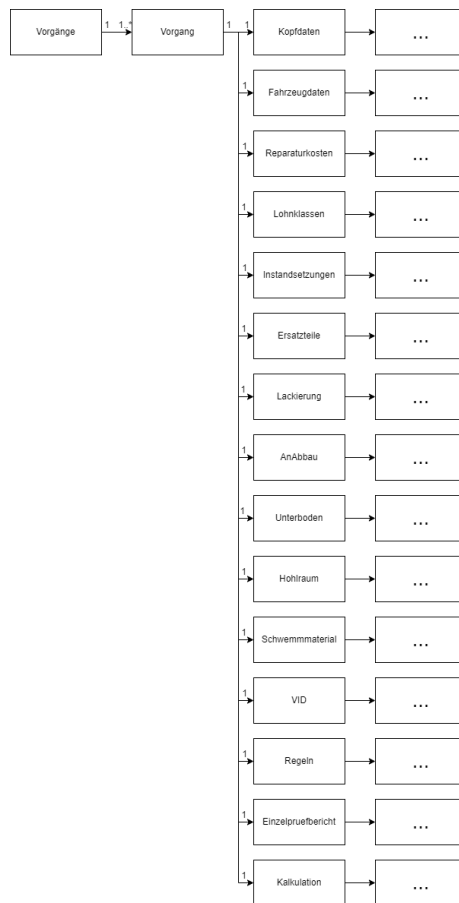 Vorgänge 1 1..* Vorgang 1 1 Kopfdaten ...
1 Fahrzeugdaten ...
1 Reparaturkosten ...
1 Lohnklassen ...
1 Instandsetzungen ...
1 Ersatzteile ...
1 Lackierung ...
1 AnAbbau ...
1 Unterboden ...
1 Hohlraum ...
1 Schwemmmaterial ...
1 VID ...
1 Regeln ...
1 Einzelpruefbericht ...
1 Kalkulation ...